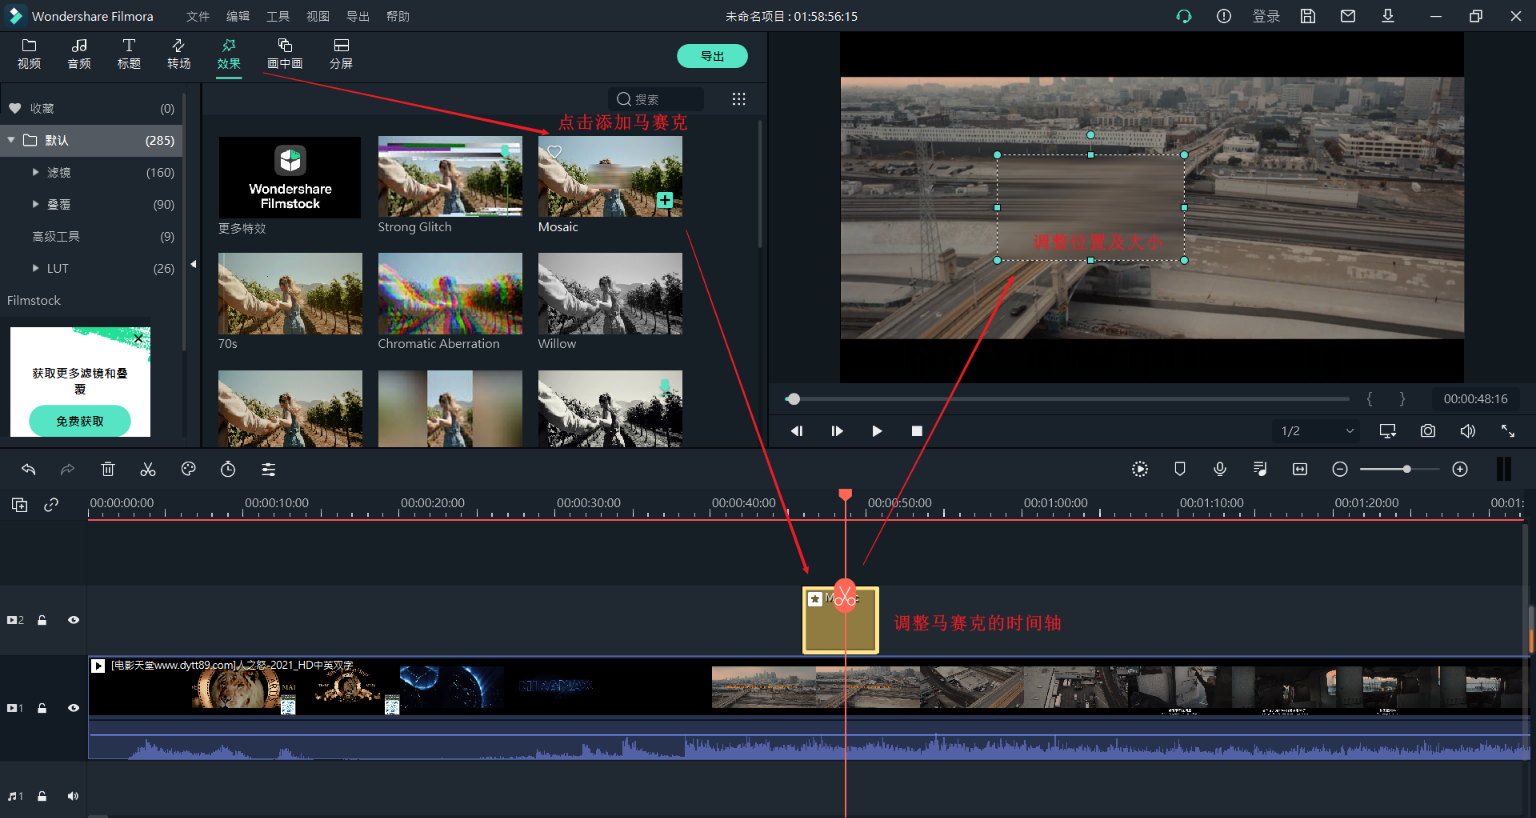 Wondershare Filmora
文件 编辑 工具 视图 导出 帮助
未命名项目 : 01:58:56:15
登录
视频 音频 标题 转场 效果 画中画 分屏
导出
收藏 (0)
搜索
点击添加马赛克
默认 (285)
滤镜 (160)
叠覆 (90)
高级工具 (9)
LUT (26)
Filmstock
获取更多滤镜和叠
覆
免费获取
Wondershare
Filmstock
更多特效
Strong Glitch
Mosaic
70s
Chromatic Aberration
Willow
调整位置及大小
{ } 00:00:48:16
1/2
00:00:00:00 00:00:10:00 00:00:20:00 00:00:30:00 00:00:40:00 00:00:50:00 00:01:00:00 00:01:10:00 00:01:20:00 00:01:
2
调整马赛克的时间轴
[电影天堂www.dytt89.com]人之怒-2021_HD中英双字
1
1